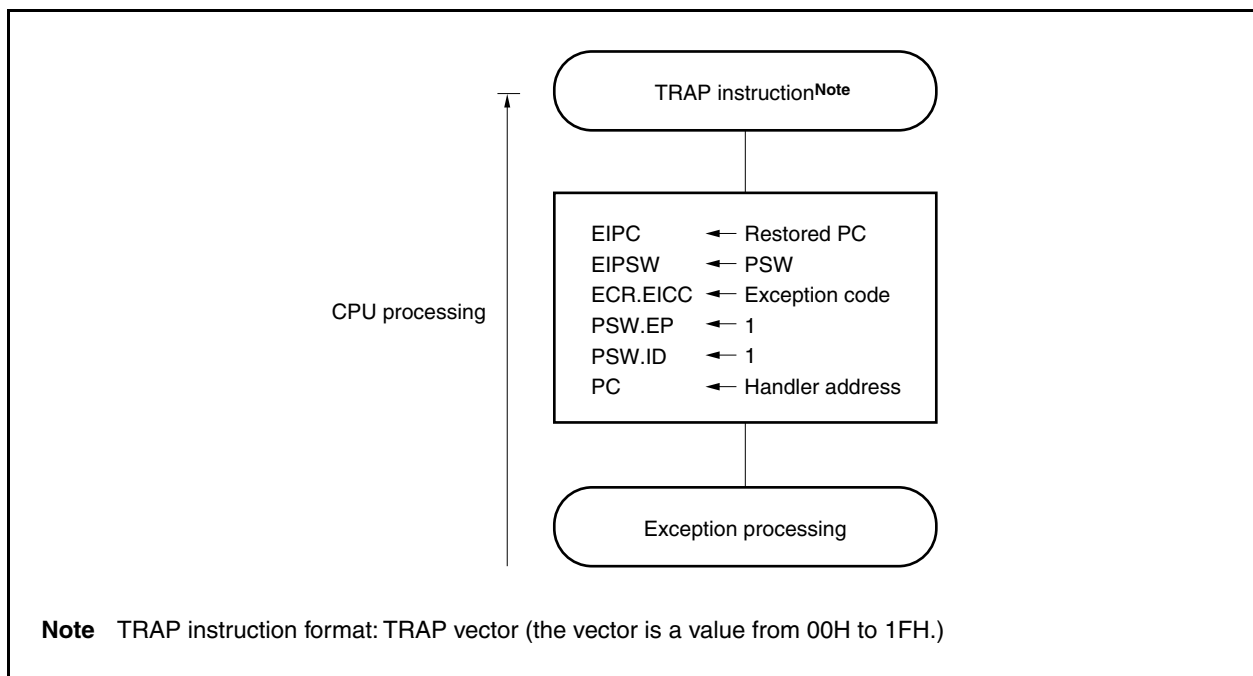 TRAP instructionNote
CPU processing
EIPC ← Restored PC
EIPSW ← PSW
ECR.EICC ← Exception code
PSW.EP ← 1
PSW.ID ← 1
PC ← Handler address
Exception processing
Note TRAP instruction format: TRAP vector (the vector is a value from 00H to 1FH.)